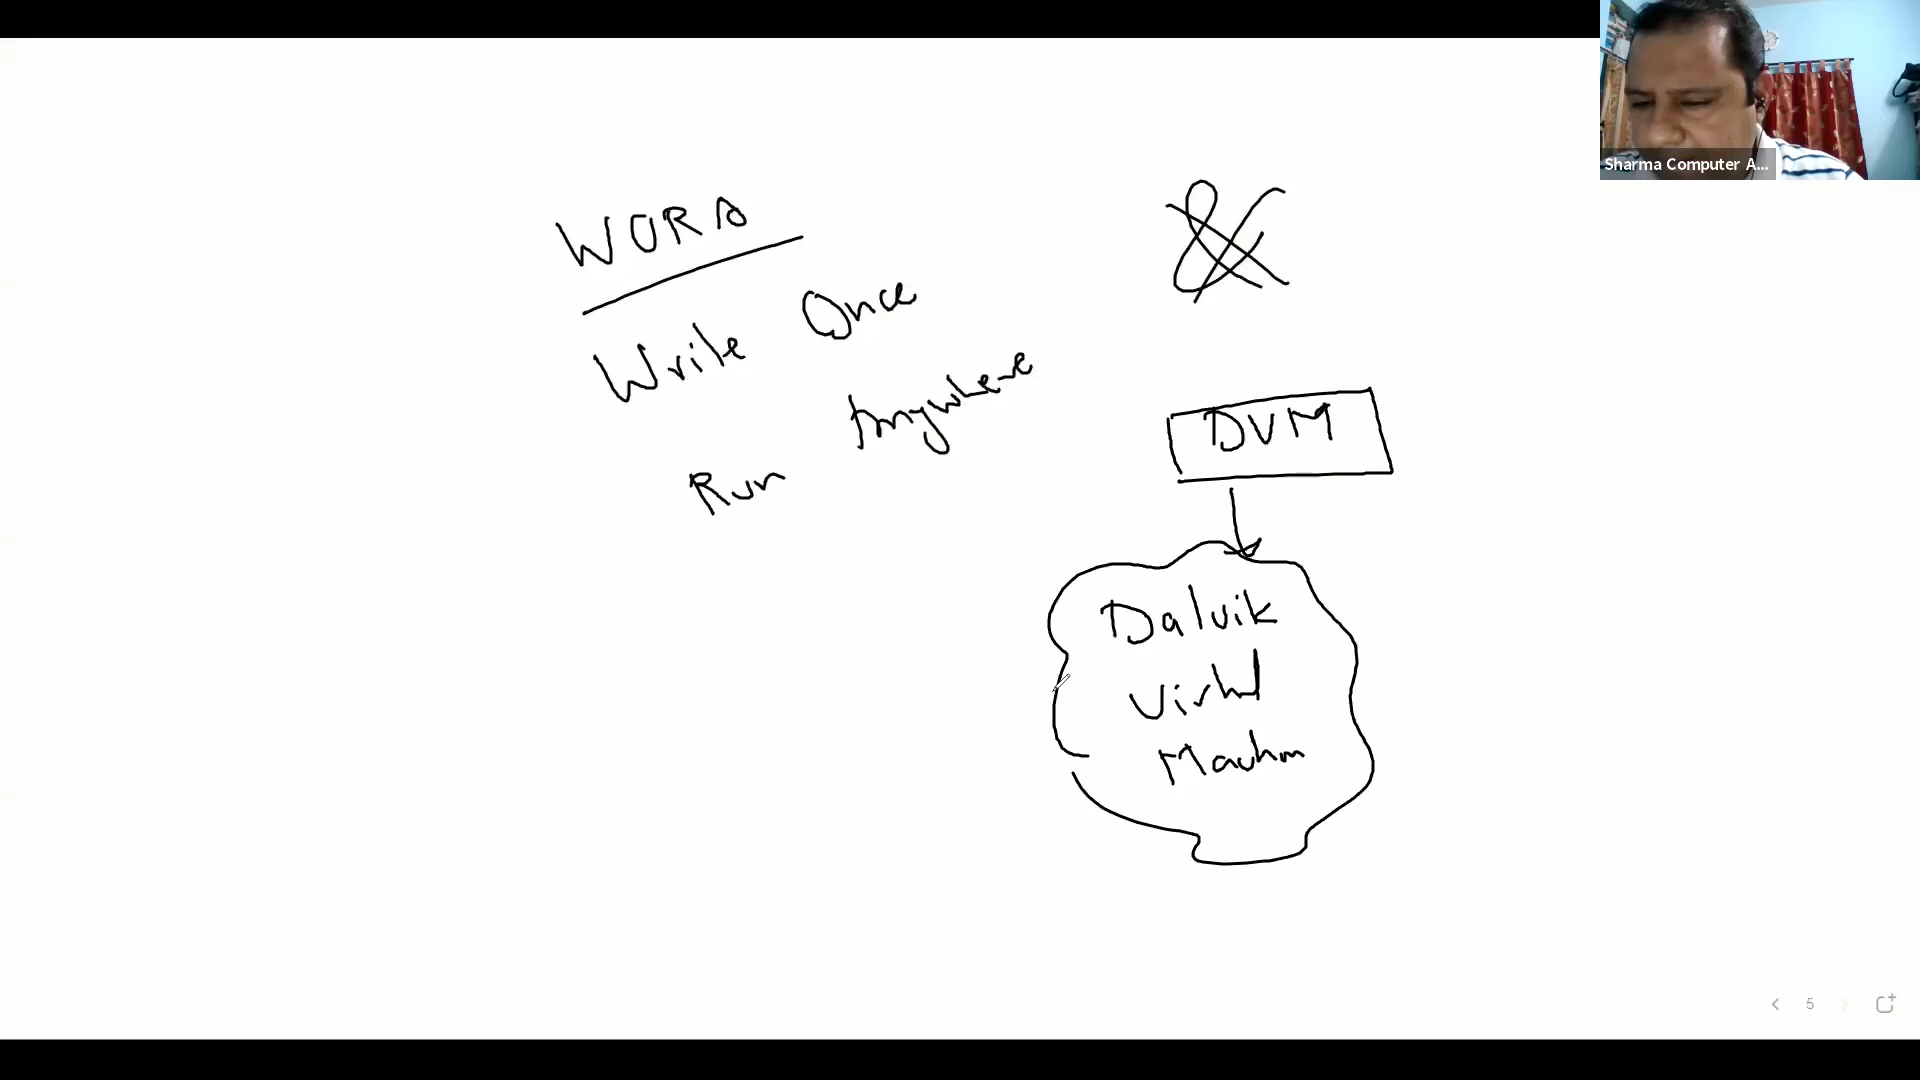 WORA
Write Once
Run Anywhere
&
DVM
Dalvik
Virtual
Machine
Sharma Computer A...
5